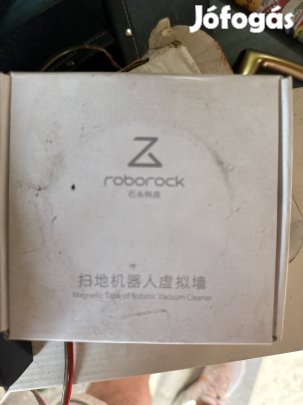 Jófogás
roborock
石头科技
扫地机器人虚拟墙
Magnetic Tape of Robotic Vacuum Cleaner